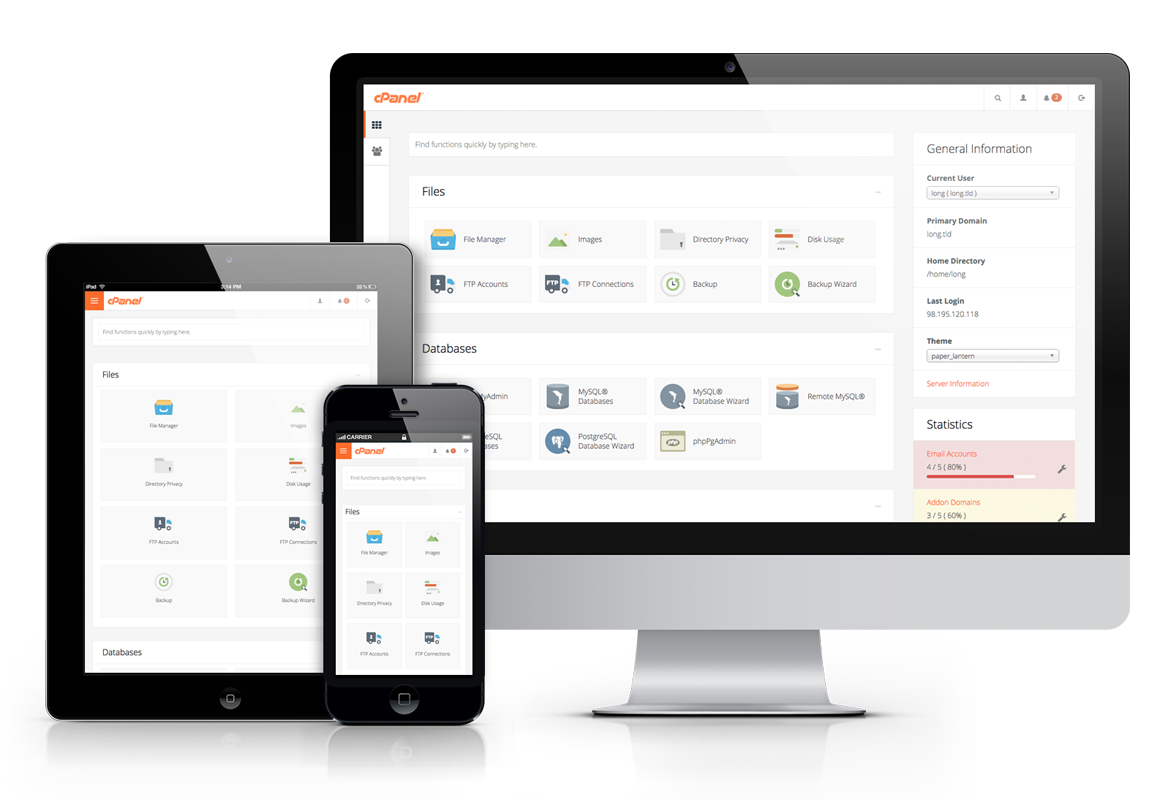 cPanel
2
Find functions quickly by typing here.
Files
File Manager
Images
Directory Privacy
Disk Usage
FTP Accounts
FTP
FTP Connections
Backup
Backup Wizard
Databases
MyAdmin
MySQL®
Databases
MySQL®
Database Wizard
Remote MySQL®
eSQL
bases
PostgreSQL
Database Wizard
php
phpPgAdmin
General Information
Current User
long ( long.tld )
Primary Domain
long.tld
Home Directory
/home/long
Last Login
98.195.120.118
Theme
paper_lantern
Server Information
Statistics
Email Accounts
4 / 5 ( 80% )
Addon Domains
3 / 5 ( 60% )
iPad
3:14 PM
cPanel
Find functions quickly by typing here.
Files
File Manager
Images
Directory Privacy
Disk Usage
FTP Accounts
FTP
FTP Connections
Backup
Backup Wizard
Databases
CARRIER
cPanel
Find functions quickly by typing here.
Files
File Manager
Images
Directory Privacy
Disk Usage
FTP Accounts
FTP
FTP Connections